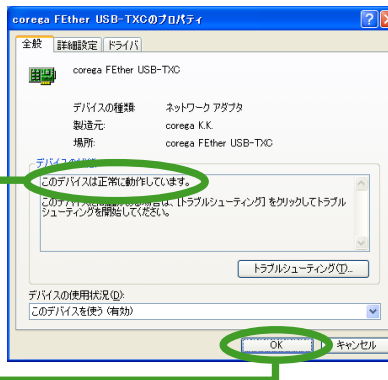 corega FEther USB-TXCのプロパティ
全般 詳細設定 ドライバ
corega FEther USB-TXC
デバイスの種類: ネットワーク アダプタ
製造元: corega K.K.
場所: corega FEther USB-TXC
このデバイスは正常に動作しています。
このデバイスに問題がある場合は、[トラブルシューティング] をクリックしてトラブル
シューティングを開始してください。
トラブルシューティング(T)...
デバイスの使用状況(D):
このデバイスを使う (有効)
OK キャンセル